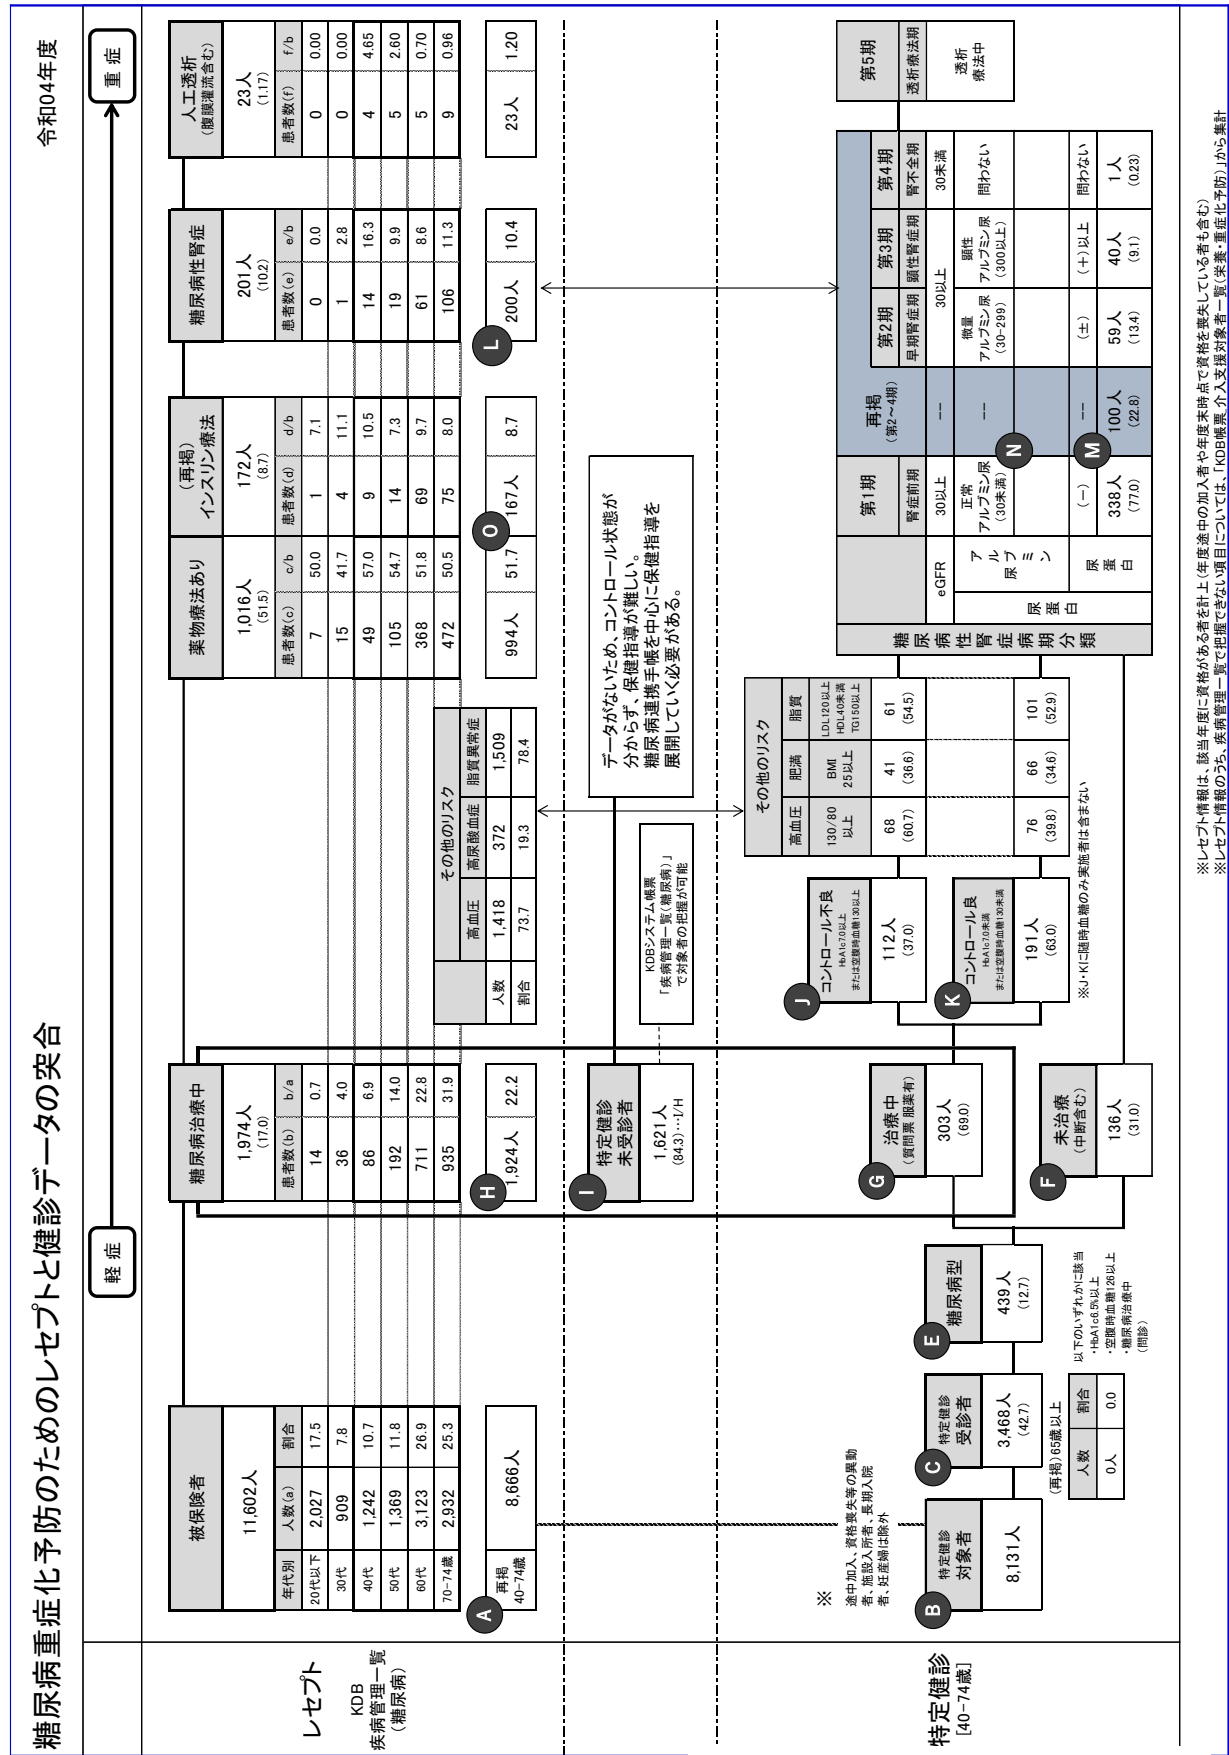 糖尿病重症化予防のためのレセプトと健診データの突合
令和04年度
軽症
重症
レセプト
KDB
疾病管理一覧
(糖尿病)
被保険者
11,602人
年代別 人数(a) 割合
20代以下 2,027 17.5
30代 909 7.8
40代 1,242 10.7
50代 1,369 11.8
60代 3,123 26.9
70-74歳 2,932 25.3
A
再掲
40-74歳
8,666人
糖尿病治療中
1,974人
(17.0)
患者数(b) b/a
14 0.7
36 4.0
86 6.9
192 14.0
711 22.8
935 31.9
H
1,924人 22.2
その他のリスク
高血圧 高尿酸血症 脂質異常症
人数 1,418 372 1,509
割合 73.7 19.3 78.4
薬物療法あり
1,016人
(51.5)
患者数(c) c/b
7 50.0
15 41.7
49 57.0
105 54.7
368 51.8
472 50.5
994人 51.7
(再掲)
インスリン療法
172人
(8.7)
患者数(d) d/b
1 7.1
4 11.1
9 10.5
14 7.3
69 9.7
75 8.0
O
167人 8.7
糖尿病性腎症
201人
(10.2)
患者数(e) e/b
0 0.0
1 2.8
14 16.3
19 9.9
61 8.6
106 11.3
L
200人 10.4
人工透析
(腹膜灌流含む)
23人
(1.17)
患者数(f) f/b
0 0.00
0 0.00
4 4.65
5 2.60
5 0.70
9 0.96
23人 1.20
I
特定健診
未受診者
1,621人
(84.3)…I/H
KDBシステム帳票
「疾病管理一覧(糖尿病)」
で対象者の把握が可能
データがないため、コントロール状態が
分からず、保健指導が難しい。
糖尿病連携手帳を中心に保健指導を
展開していく必要がある。
特定健診
[40-74歳]
※
途中加入、資格喪失等の異動
者、施設入所者、長期入院
者、妊産婦は除外
B
特定健診
対象者
8,131人
C
特定健診
受診者
3,468人
(42.7)
(再掲)65歳以上
人数 割合
0人 0.0
E
糖尿病型
439人
(12.7)
以下のいずれかに該当
・HbA1c6.5%以上
・空腹時血糖126以上
・糖尿病治療中
(問診)
G
治療中
(質問票 服薬有)
303人
(69.0)
F
未治療
(中断含む)
136人
(31.0)
J
コントロール不良
HbA1c7.0以上
または空腹時血糖130以上
112人
(37.0)
K
コントロール良
HbA1c7.0未満
または空腹時血糖130未満
191人
(63.0)
※J・Kに随時血糖のみ実施者は含まない
その他のリスク
高血圧 肥満 脂質
130/80
以上
BMI
25以上
LDL120以上
HDL40未満
TG150以上
68
(60.7)
41
(36.6)
61
(54.5)
76
(39.8)
66
(34.6)
101
(52.9)
糖尿病性腎症病期分類
eGFR
尿蛋白
尿アルブミン
尿蛋白
第1期
腎症前期
30以上
正常
アルブミン尿
(30未満)
(－)
338人
(77.0)
再掲
(第2～4期)
--
--
N
--
M
100人
(22.8)
第2期
早期腎症期
30以上
微量
アルブミン尿
(30-299)
(±)
59人
(13.4)
第3期
顕性腎症期
顕性
アルブミン尿
(300以上)
(＋)以上
40人
(9.1)
第4期
腎不全期
30未満
問わない
問わない
1人
(0.23)
第5期
透析療法期
透析
療法中
※レセプト情報は、該当年度に資格がある者を計上(年度途中の加入者や年度末時点で資格を喪失している者も含む)
※レセプト情報のうち、疾病管理一覧で把握できない項目については、「KDB帳票_介入支援対象者一覧(栄養・重症化予防)」から集計